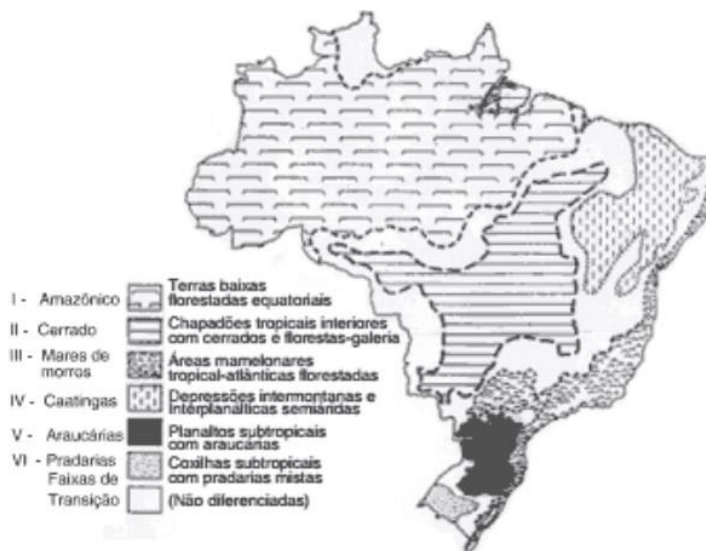 I - Amazônico
Terras baixas
florestadas equatoriais
II - Cerrado
Chapadões tropicais interiores
com cerrados e florestas-galeria
III - Mares de
morros
Áreas mamelonares
tropical-atlânticas florestadas
IV - Caatingas
Depressões intermontanas e
interplanálticas semiáridas
V - Araucárias
Planaltos subtropicais
com araucárias
VI - Pradarias
Coxilhas subtropicais
com pradarias mistas
Faixas de
Transição
(Não diferenciadas)